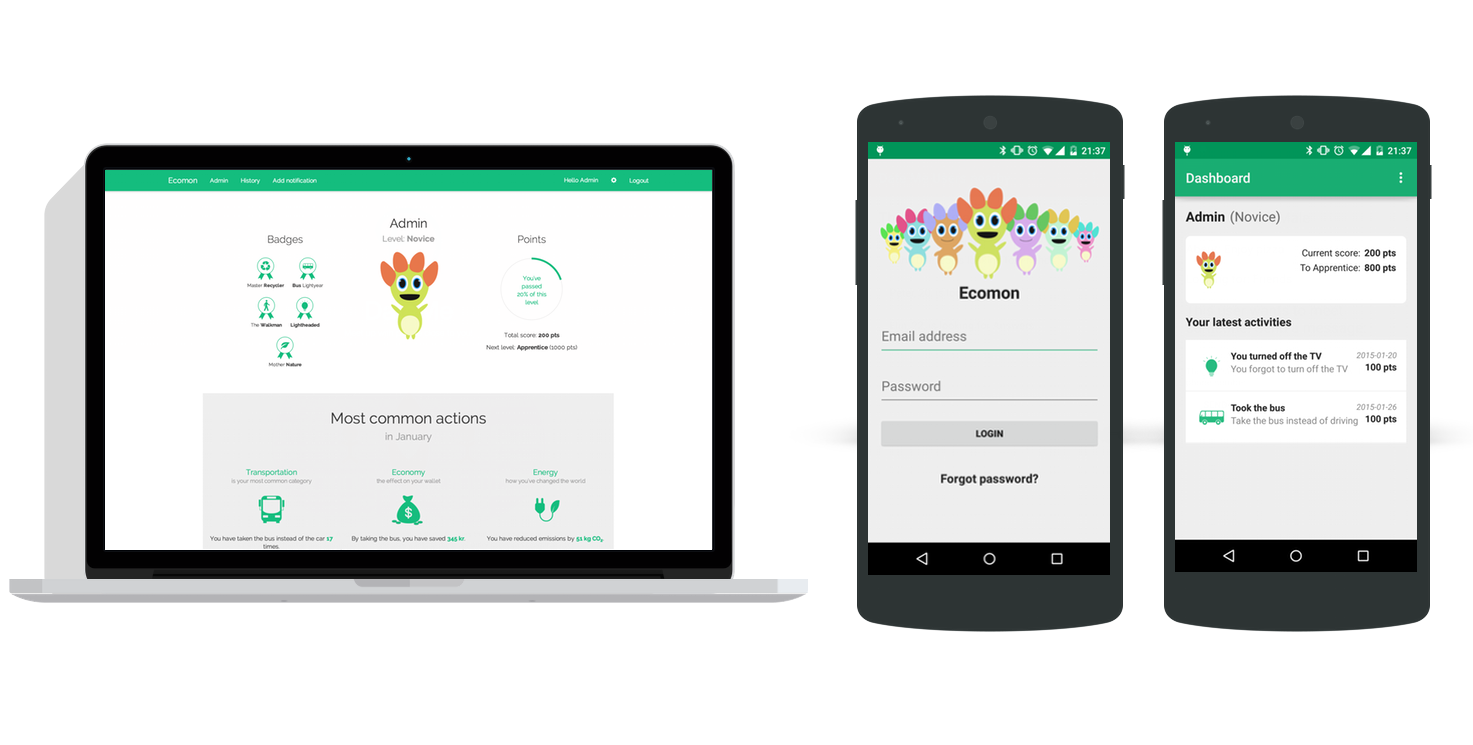 Ecomon Admin History Add notification Hello Admin Logout
Admin
Level: Novice
Badges
Master Recycler
Bus Lightyear
The Walkman
Lightheaded
Mother Nature
Points
You've
passed
20% of this
level
Total score: 200 pts
Next level: Apprentice (1000 pts)
Most common actions
in January
Transportation
is your most common category
You have taken the bus instead of the car 17
times.
Economy
the effect on your wallet
By taking the bus, you have saved 345 kr.
Energy
how you've changed the world
You have reduced emissions by 51 kg CO₂.
21:37
Ecomon
Email address
Password
LOGIN
Forgot password?
21:37
Dashboard
Admin (Novice)
Current score: 200 pts
To Apprentice: 800 pts
Your latest activities
You turned off the TV 2015-01-20
You forgot to turn off the TV 100 pts
Took the bus 2015-01-26
Take the bus instead of driving 100 pts